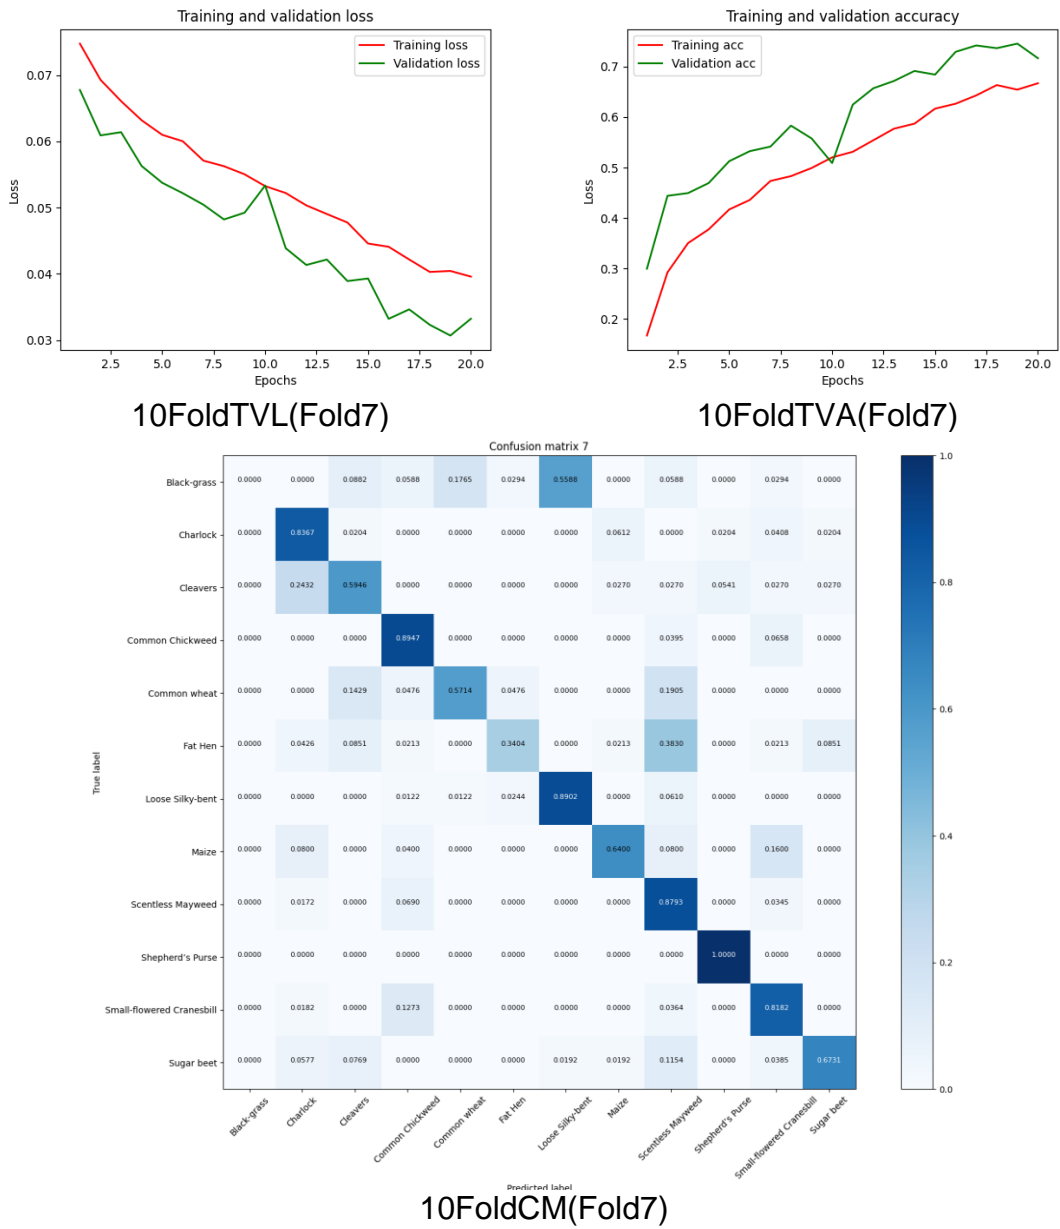 Training and validation loss
Training loss
Validation loss
0.07
0.06
0.05
0.04
0.03
Loss
2.5 5.0 7.5 10.0 12.5 15.0 17.5 20.0
Epochs
10FoldTVL(Fold7)
Training and validation accuracy
Training acc
Validation acc
0.7
0.6
0.5
0.4
0.3
0.2
Loss
2.5 5.0 7.5 10.0 12.5 15.0 17.5 20.0
Epochs
10FoldTVA(Fold7)
Confusion matrix 7
True label
Black-grass 0.0000 0.0000 0.0882 0.0588 0.1765 0.0294 0.5588 0.0000 0.0588 0.0000 0.0294 0.0000
Charlock 0.0000 0.8367 0.0204 0.0000 0.0000 0.0000 0.0000 0.0612 0.0000 0.0204 0.0408 0.0204
Cleavers 0.0000 0.2432 0.5946 0.0000 0.0000 0.0000 0.0000 0.0270 0.0270 0.0541 0.0270 0.0270
Common Chickweed 0.0000 0.0000 0.0000 0.8947 0.0000 0.0000 0.0000 0.0000 0.0395 0.0000 0.0658 0.0000
Common wheat 0.0000 0.0000 0.1429 0.0476 0.5714 0.0476 0.0000 0.0000 0.1905 0.0000 0.0000 0.0000
Fat Hen 0.0000 0.0426 0.0851 0.0213 0.0000 0.3404 0.0000 0.0213 0.3830 0.0000 0.0213 0.0851
Loose Silky-bent 0.0000 0.0000 0.0000 0.0122 0.0122 0.0244 0.8902 0.0000 0.0610 0.0000 0.0000 0.0000
Maize 0.0000 0.0800 0.0000 0.0400 0.0000 0.0000 0.0000 0.6400 0.0800 0.0000 0.1600 0.0000
Scentless Mayweed 0.0000 0.0172 0.0000 0.0690 0.0000 0.0000 0.0000 0.0000 0.8793 0.0000 0.0345 0.0000
Shepherd's Purse 0.0000 0.0000 0.0000 0.0000 0.0000 0.0000 0.0000 0.0000 0.0000 1.0000 0.0000 0.0000
Small-flowered Cranesbill 0.0000 0.0182 0.0000 0.1273 0.0000 0.0000 0.0000 0.0000 0.0364 0.0000 0.8182 0.0000
Sugar beet 0.0000 0.0577 0.0769 0.0000 0.0000 0.0000 0.0192 0.0192 0.1154 0.0000 0.0385 0.6731
Black-grass Charlock Cleavers Common Chickweed Common wheat Fat Hen Loose Silky-bent Maize Scentless Mayweed Shepherd's Purse Small-flowered Cranesbill Sugar beet
Predicted label
1.0
0.8
0.6
0.4
0.2
0.0
10FoldCM(Fold7)